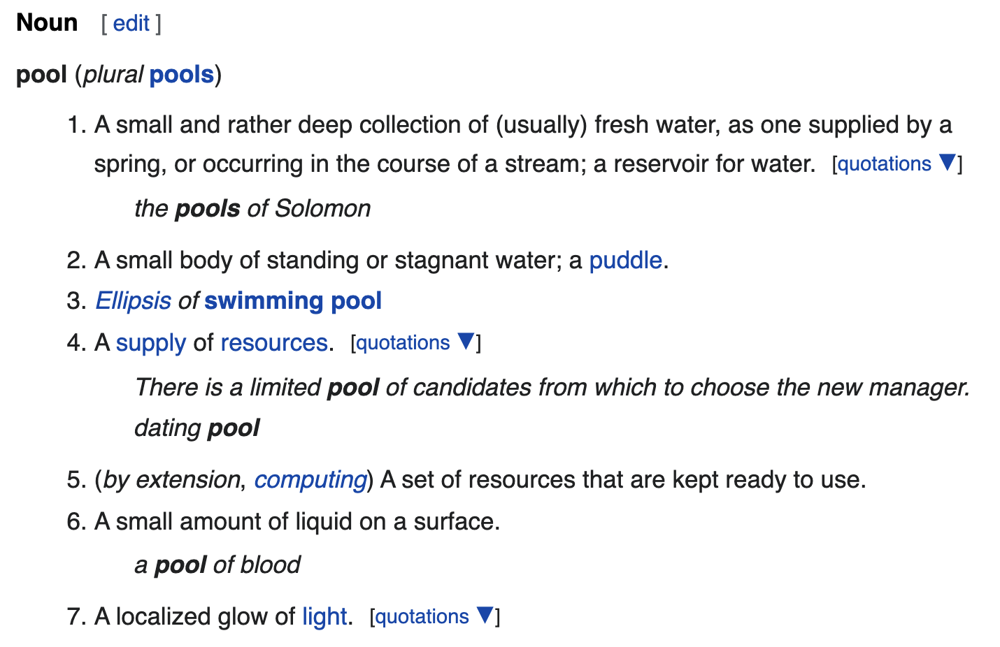 Noun [ edit ]
pool (plural pools)
1. A small and rather deep collection of (usually) fresh water, as one supplied by a
spring, or occurring in the course of a stream; a reservoir for water. [quotations ▼]
the pools of Solomon
2. A small body of standing or stagnant water; a puddle.
3. Ellipsis of swimming pool
4. A supply of resources. [quotations ▼]
There is a limited pool of candidates from which to choose the new manager.
dating pool
5. (by extension, computing) A set of resources that are kept ready to use.
6. A small amount of liquid on a surface.
a pool of blood
7. A localized glow of light. [quotations ▼]